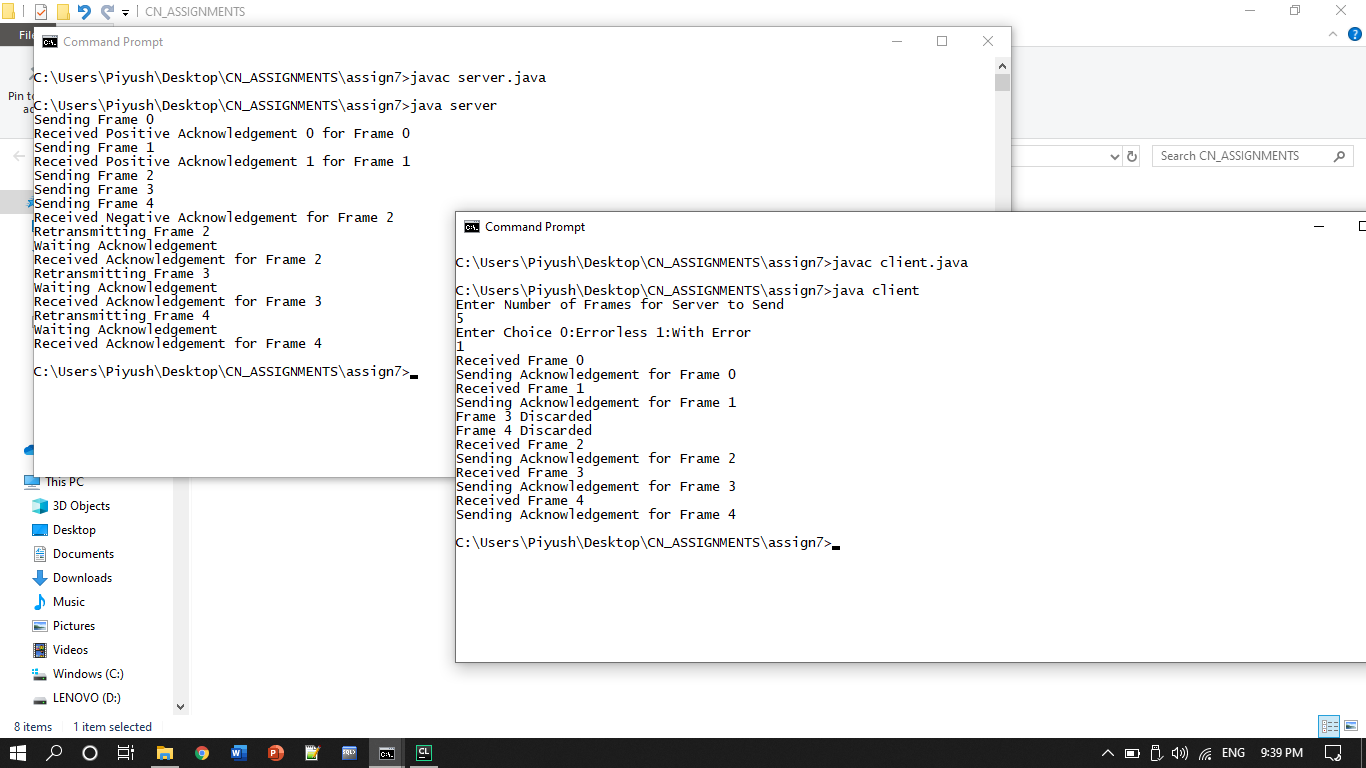 CN_ASSIGNMENTS
File
Command Prompt
C:\Users\Piyush\Desktop\CN_ASSIGNMENTS\assign7>javac server.java
C:\Users\Piyush\Desktop\CN_ASSIGNMENTS\assign7>java server
Sending Frame 0
Received Positive Acknowledgement 0 for Frame 0
Sending Frame 1
Received Positive Acknowledgement 1 for Frame 1
Sending Frame 2
Sending Frame 3
Sending Frame 4
Received Negative Acknowledgement for Frame 2
Retransmitting Frame 2
Waiting Acknowledgement
Received Acknowledgement for Frame 2
Retransmitting Frame 3
Waiting Acknowledgement
Received Acknowledgement for Frame 3
Retransmitting Frame 4
Waiting Acknowledgement
Received Acknowledgement for Frame 4
C:\Users\Piyush\Desktop\CN_ASSIGNMENTS\assign7>
Pin to
Search CN_ASSIGNMENTS
Command Prompt
C:\Users\Piyush\Desktop\CN_ASSIGNMENTS\assign7>javac client.java
C:\Users\Piyush\Desktop\CN_ASSIGNMENTS\assign7>java client
Enter Number of Frames for Server to Send
5
Enter Choice 0:Errorless 1:With Error
1
Received Frame 0
Sending Acknowledgement for Frame 0
Received Frame 1
Sending Acknowledgement for Frame 1
Frame 3 Discarded
Frame 4 Discarded
Received Frame 2
Sending Acknowledgement for Frame 2
Received Frame 3
Sending Acknowledgement for Frame 3
Received Frame 4
Sending Acknowledgement for Frame 4
C:\Users\Piyush\Desktop\CN_ASSIGNMENTS\assign7>
This PC
3D Objects
Desktop
Documents
Downloads
Music
Pictures
Videos
Windows (C:)
LENOVO (D:)
8 items 1 item selected
CL
ENG 9:39 PM